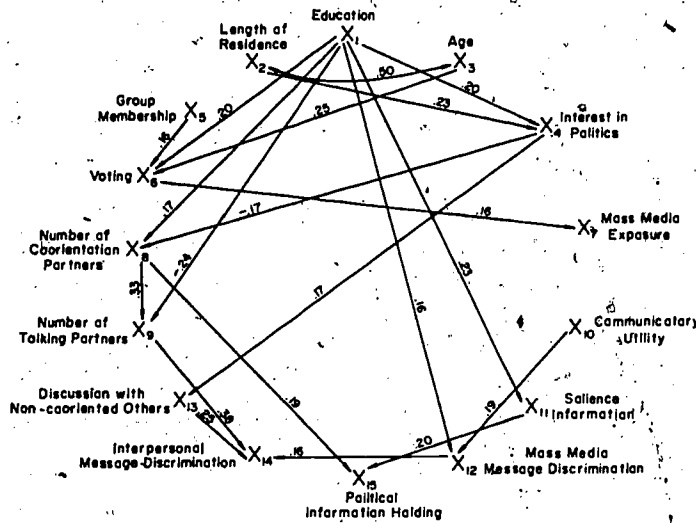 Education
X1
Length of
Residence
X2
Age
X3
.50
.20
.23
Group
Membership
X5
.20
.25
X4
Interest in
Politics
.16
Voting
X6
.17
-.17
.16
X7
Mass Media
Exposure
Number of
Coorientation
Partners
X8
-.24
.23
.33
.17
.16
Number of
Talking Partners
X9
X10
Communicatory
Utility
Discussion with
Non-cooriented Others
X13
.19
.19
X11
Salience
Information
.25
.39
Interpersonal
Message Discrimination
X14
.16
.20
X12
Mass Media
Message Discrimination
X15
Political
Information Holding